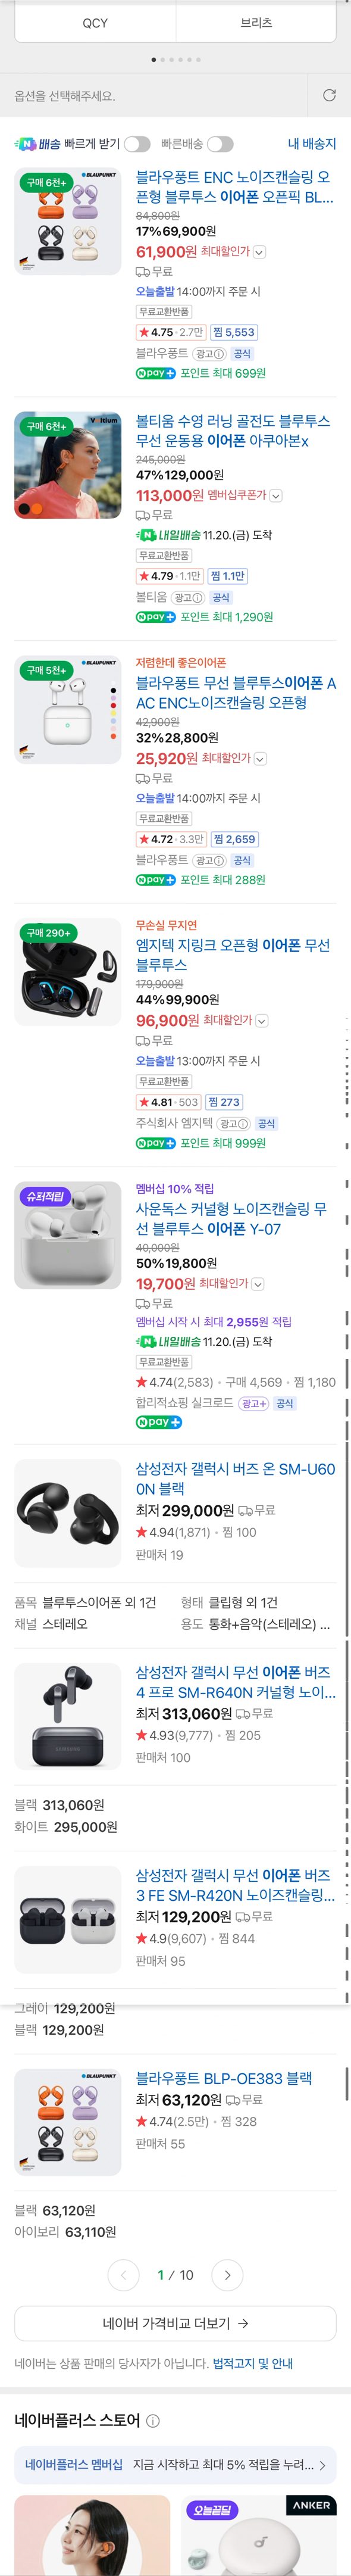 QCY
브리츠
옵션을 선택해주세요.
N 배송 빠르게 받기
빠른배송
내 배송지
구매 6천+
BLAUPUNKT
블라우풍트 ENC 노이즈캔슬링 오
픈형 블루투스 이어폰 오픈픽 BL...
84,800원
17% 69,900원
61,900원 최대할인가
무료
오늘출발 14:00까지 주문 시
무료교환반품
★ 4.75 · 2.7만
찜 5,553
블라우풍트 광고 공식
N pay + 포인트 최대 699원
구매 6천+
Voltium
볼티움 수영 러닝 골전도 블루투스
무선 운동용 이어폰 아쿠아본x
245,000원
47% 129,000원
113,000원 멤버십쿠폰가
무료
N 내일배송 11.20.(금) 도착
무료교환반품
★ 4.79 · 1.1만
찜 1.1만
볼티움 광고 공식
N pay + 포인트 최대 1,290원
구매 5천+
BLAUPUNKT
저렴한데 좋은이어폰
블라우풍트 무선 블루투스이어폰 A
AC ENC노이즈캔슬링 오픈형
42,900원
32% 28,800원
25,920원 최대할인가
무료
오늘출발 14:00까지 주문 시
무료교환반품
★ 4.72 · 3.3만
찜 2,659
블라우풍트 광고 공식
N pay + 포인트 최대 288원
구매 290+
무손실 무지연
엠지텍 지링크 오픈형 이어폰 무선
블루투스
179,900원
44% 99,900원
96,900원 최대할인가
무료
오늘출발 13:00까지 주문 시
무료교환반품
★ 4.81 · 503
찜 273
주식회사 엠지텍 광고 공식
N pay + 포인트 최대 999원
슈퍼적립
멤버십 10% 적립
사운독스 커널형 노이즈캔슬링 무
선 블루투스 이어폰 Y-07
40,000원
50% 19,800원
19,700원 최대할인가
무료
멤버십 시작 시 최대 2,955원 적립
N 내일배송 11.20.(금) 도착
무료교환반품
★ 4.74(2,583) · 구매 4,569 · 찜 1,180
합리적쇼핑 실크로드 광고+ 공식
N pay +
삼성전자 갤럭시 버즈 온 SM-U60
0N 블랙
최저 299,000원 무료
★ 4.94(1,871) · 찜 100
판매처 19
품목 블루투스이어폰 외 1건
형태 클립형 외 1건
채널 스테레오
용도 통화+음악(스테레오) ...
삼성전자 갤럭시 무선 이어폰 버즈
4 프로 SM-R640N 커널형 노이...
최저 313,060원 무료
★ 4.93(9,777) · 찜 205
판매처 100
SAMSUNG
블랙 313,060원
화이트 295,000원
삼성전자 갤럭시 무선 이어폰 버즈
3 FE SM-R420N 노이즈캔슬링...
최저 129,200원 무료
★ 4.9(9,607) · 찜 844
판매처 95
그레이 129,200원
블랙 129,200원
BLAUPUNKT
블라우풍트 BLP-OE383 블랙
최저 63,120원 무료
★ 4.74(2.5만) · 찜 328
판매처 55
블랙 63,120원
아이보리 63,110원
1 / 10
네이버 가격비교 더보기 →
네이버는 상품 판매의 당사자가 아닙니다. 법적고지 및 안내
네이버플러스 스토어
네이버플러스 멤버십 지금 시작하고 최대 5% 적립을 누려...
오늘끝딜
ANKER